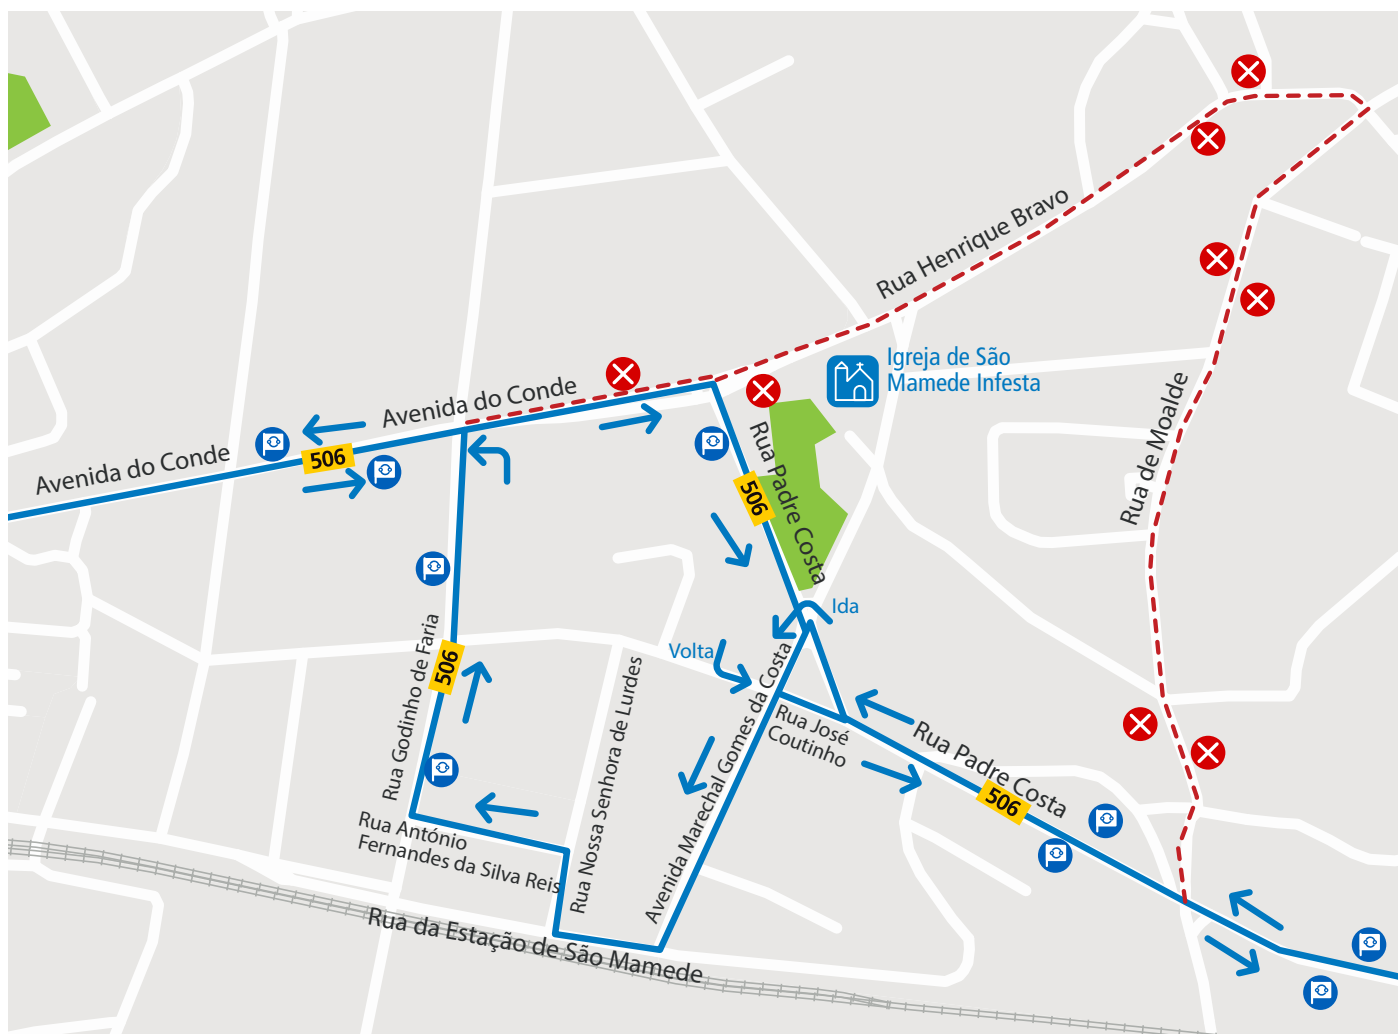 Rua Henrique Bravo
Igreja de São
Mamede Infesta
Rua de Moalde
Avenida do Conde
Avenida do Conde
506
Rua Padre Costa
506
Ida
Volta
Rua Godinho de Faria
506
Rua Nossa Senhora de Lurdes
Avenida Marechal Gomes da Costa
Rua José
Coutinho
Rua Padre Costa
506
Rua António
Fernandes da Silva Reis
Rua da Estação de São Mamede